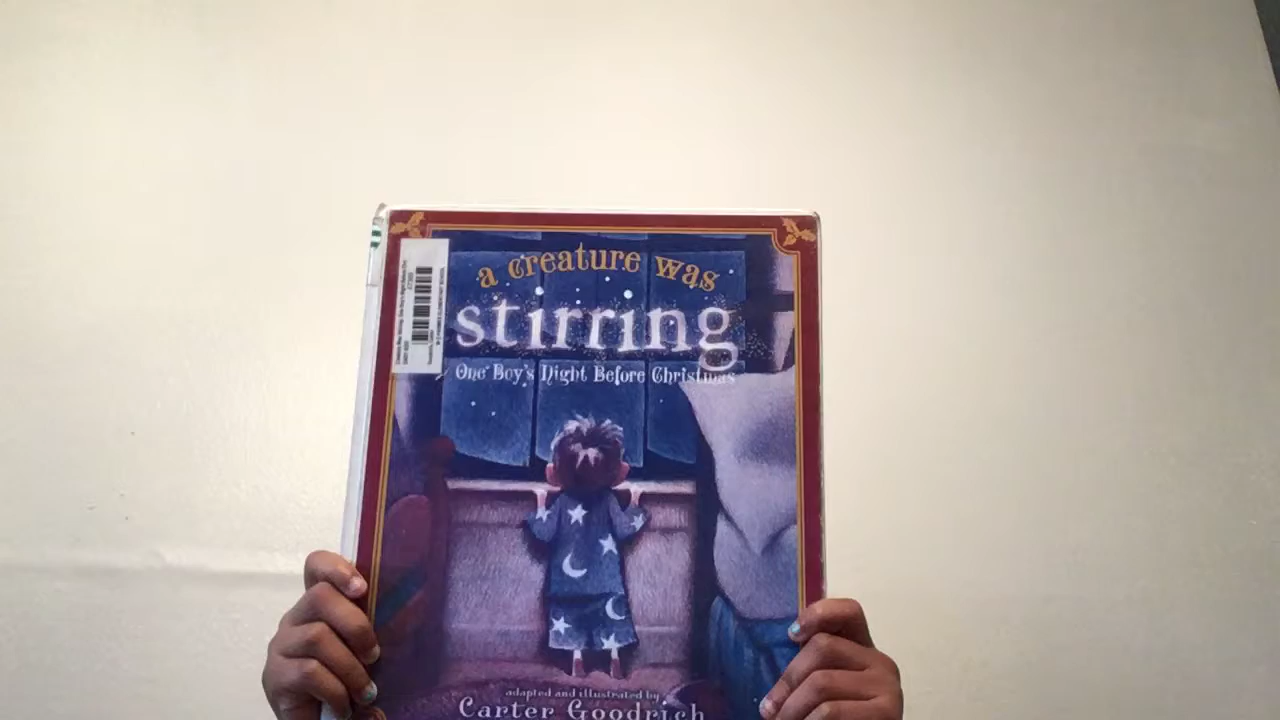 a creature was
stirring
One Boy's Night Before Christmas
adapted and illustrated by
Carter Goodrich